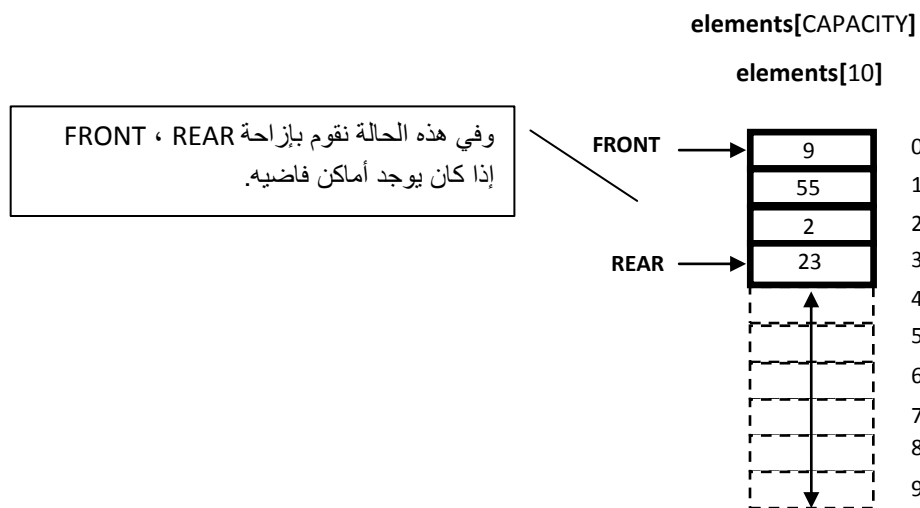 elements[CAPACITY]
elements[10]
وفي هذه الحالة نقوم بإزاحة FRONT ، REAR
إذا كان يوجد أماكن فاضيه.
FRONT
9
0
55
1
2
2
REAR
23
3
4
5
6
7
8
9